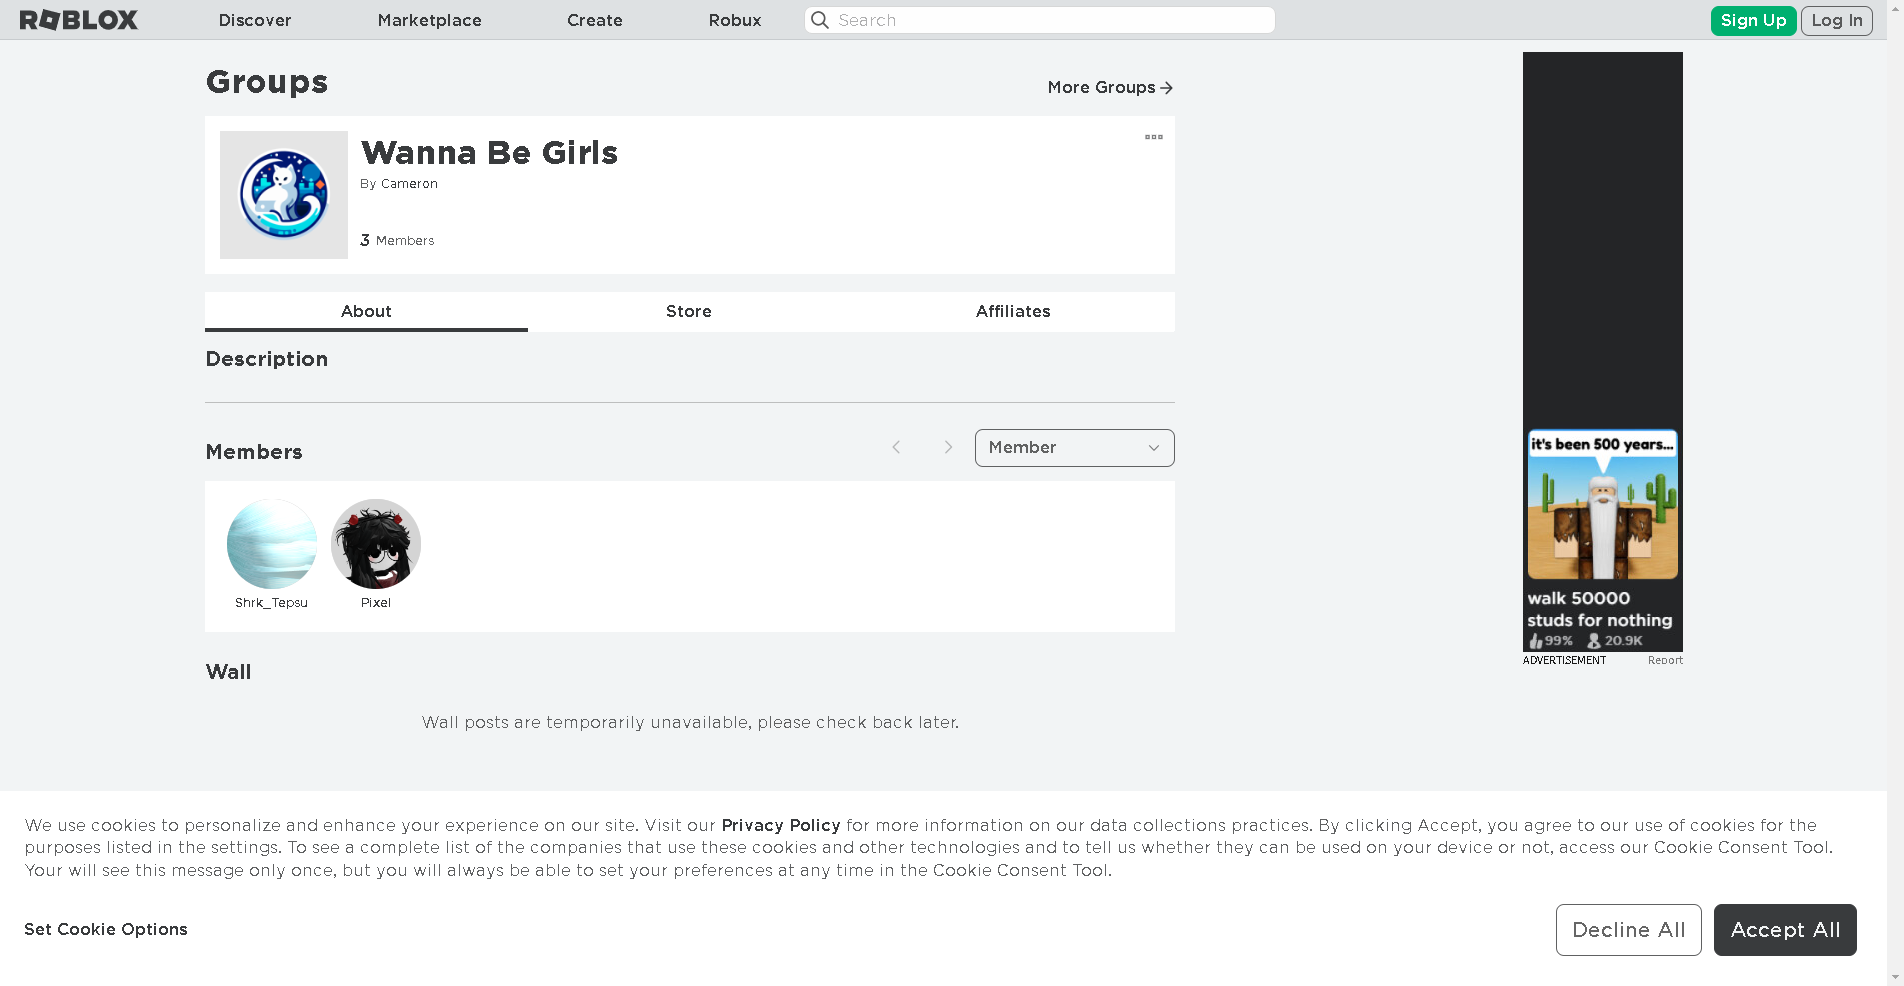 ROBLOX
Discover
Marketplace
Create
Robux
Search
Sign Up
Log In
Groups
More Groups
Wanna Be Girls
By Cameron
3 Members
About
Store
Affiliates
Description
Members
Member
Shrk_Tepsu
Pixel
Wall
Wall posts are temporarily unavailable, please check back later.
it's been 500 years...
walk 50000
studs for nothing
99% 20.9K
ADVERTISEMENT
Report
We use cookies to personalize and enhance your experience on our site. Visit our Privacy Policy for more information on our data collections practices. By clicking Accept, you agree to our use of cookies for the
purposes listed in the settings. To see a complete list of the companies that use these cookies and other technologies and to tell us whether they can be used on your device or not, access our Cookie Consent Tool.
Your will see this message only once, but you will always be able to set your preferences at any time in the Cookie Consent Tool.
Set Cookie Options
Decline All
Accept All